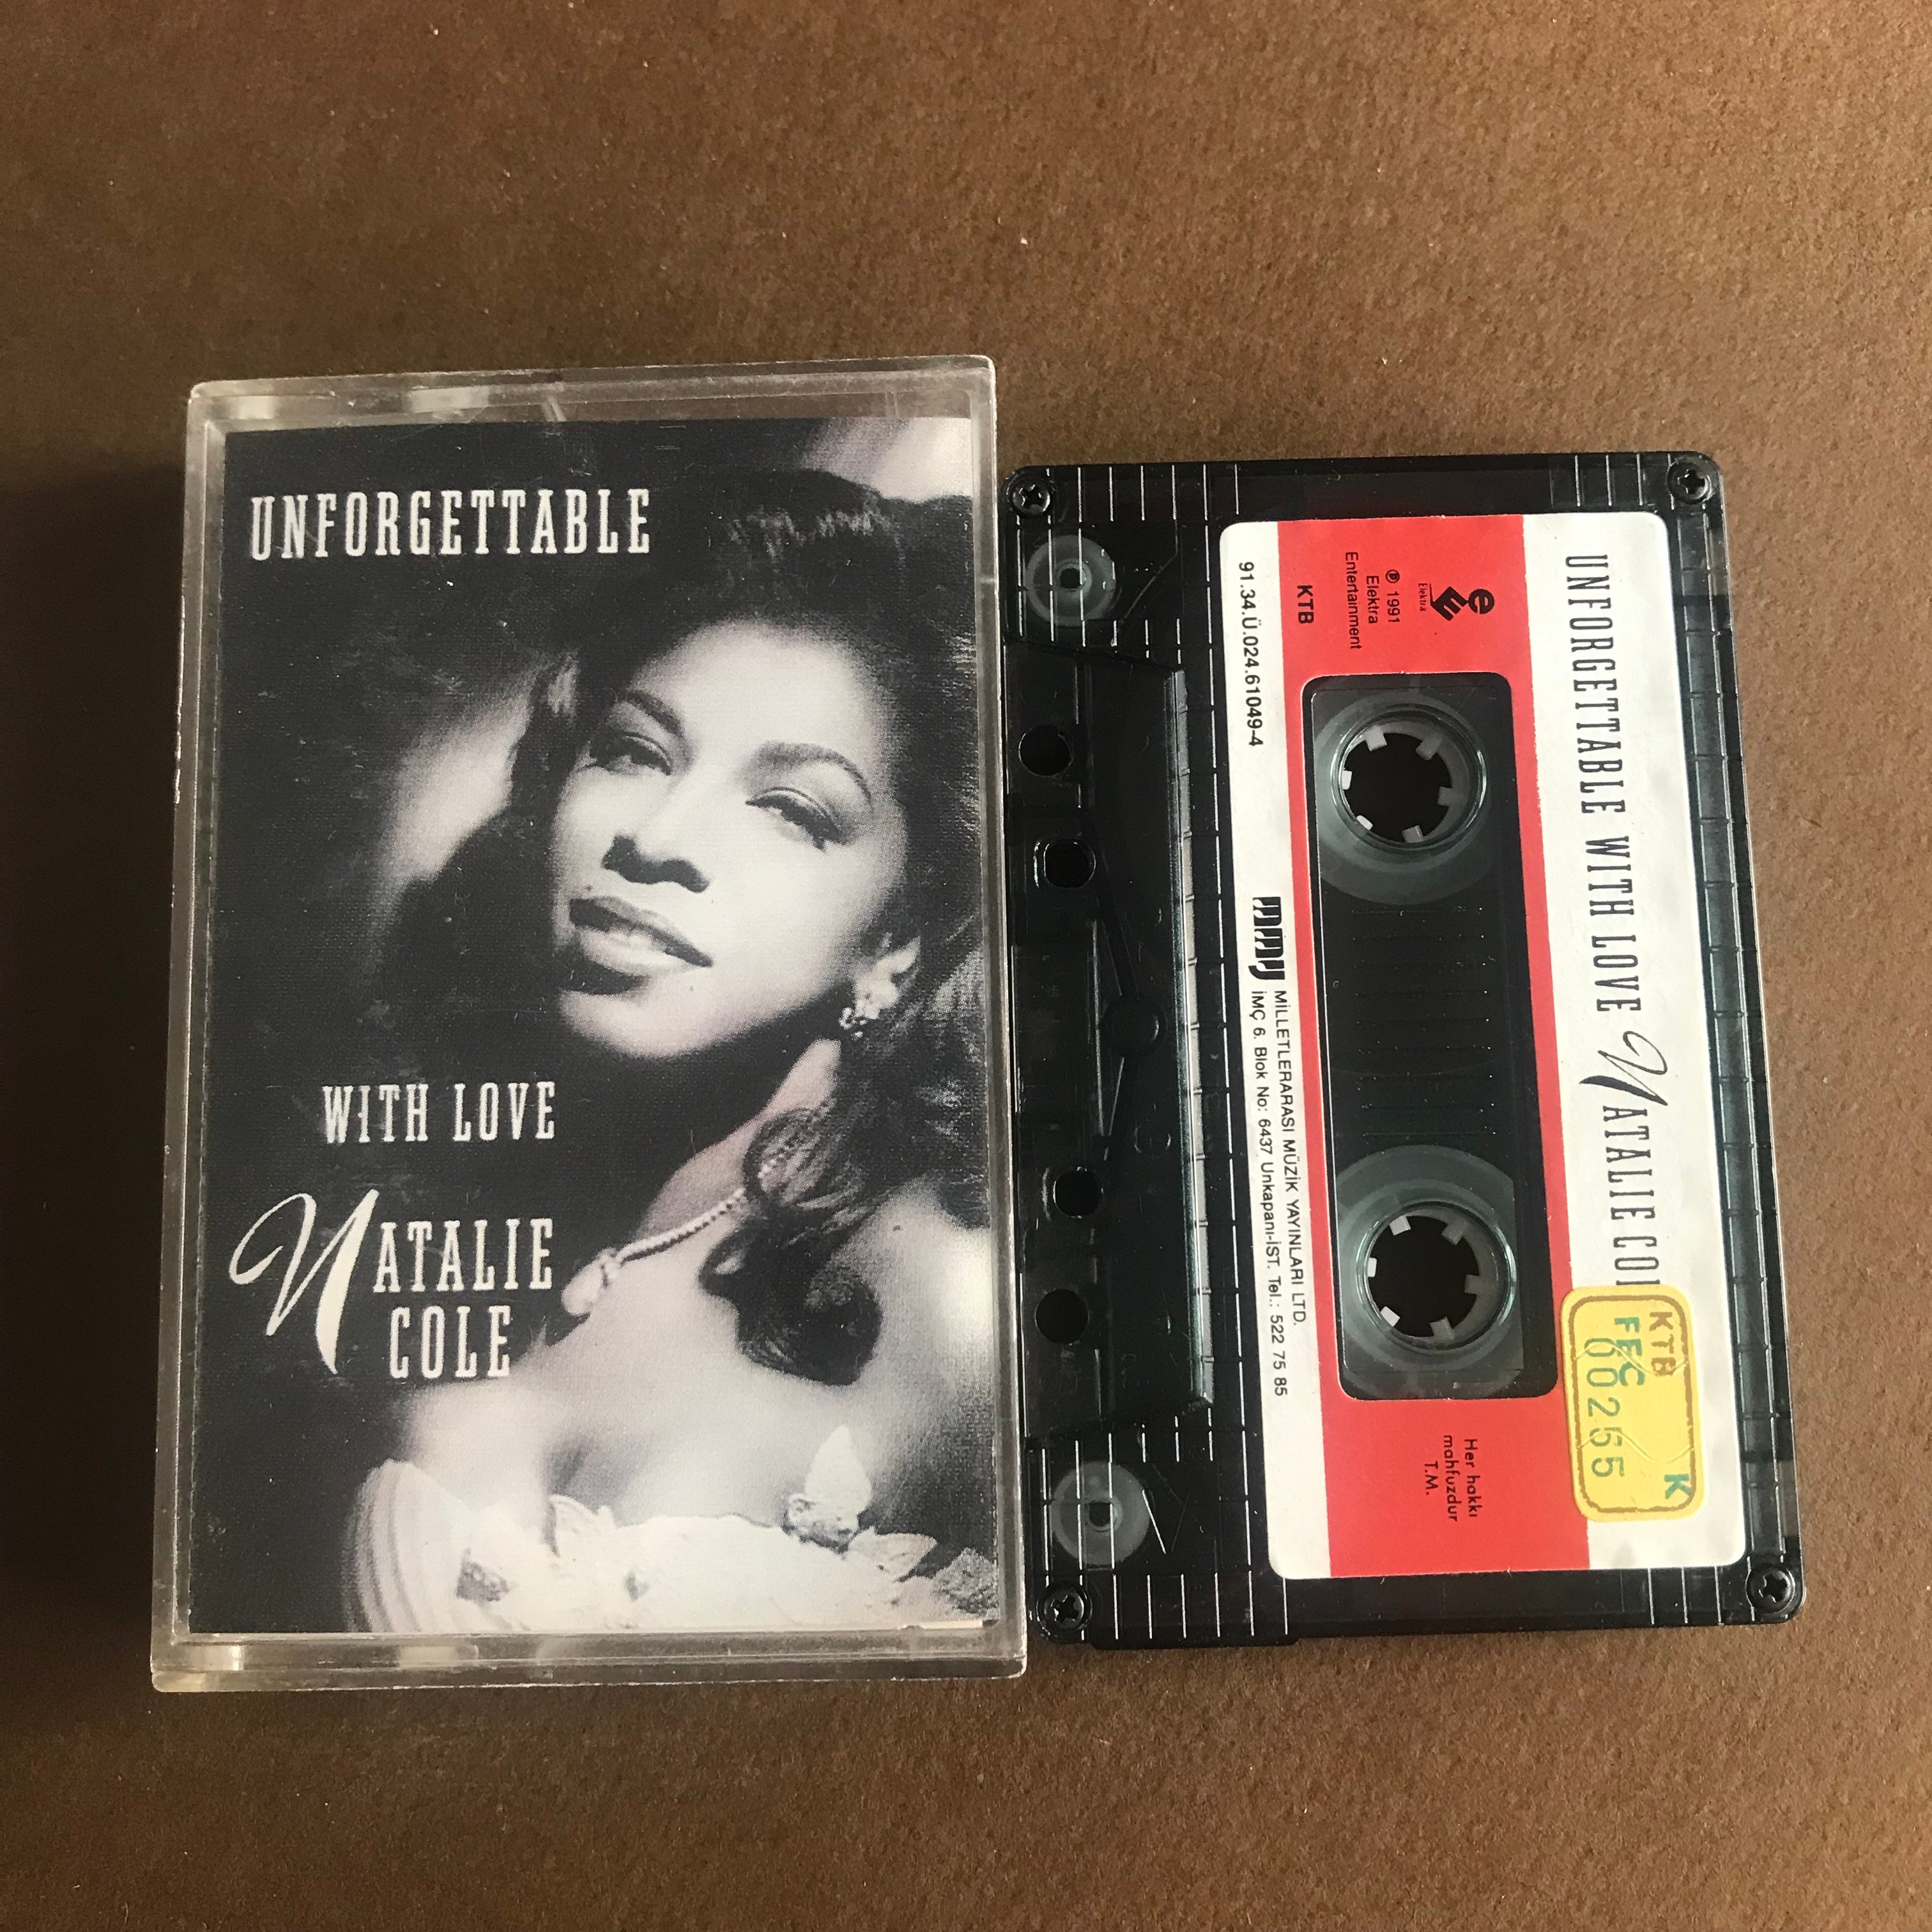 UNFORGETTABLE
WITH LOVE
NATALIE
COLE
UNFORGETTABLE WITH LOVE NATALIE COL
KTB
FEC
K
00255
e
Elektra
℗ 1991
Elektra
Entertainment
KTB
91.34.Ü.024.61049-4
Her hakkı
mahfuzdur
T.M.
MMY
MİLLETLERARASI MÜZİK YAYINLARI LTD.
İMÇ 6. Blok No: 6437 Unkapanı-İST. Tel.: 522 75 85